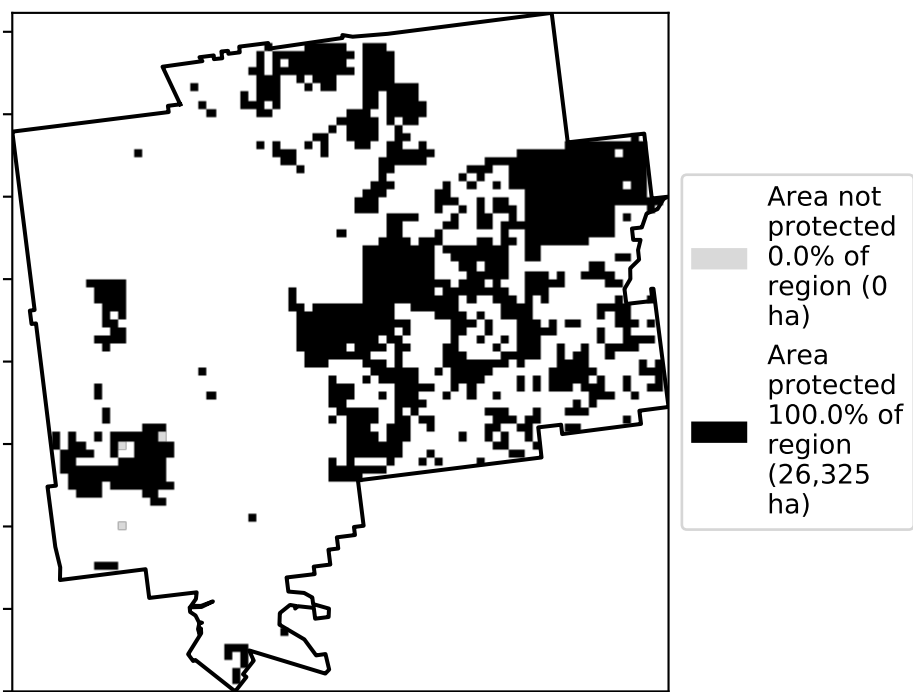 Area not
protected
0.0% of
region (0
ha)
Area
protected
100.0% of
region
(26,325
ha)